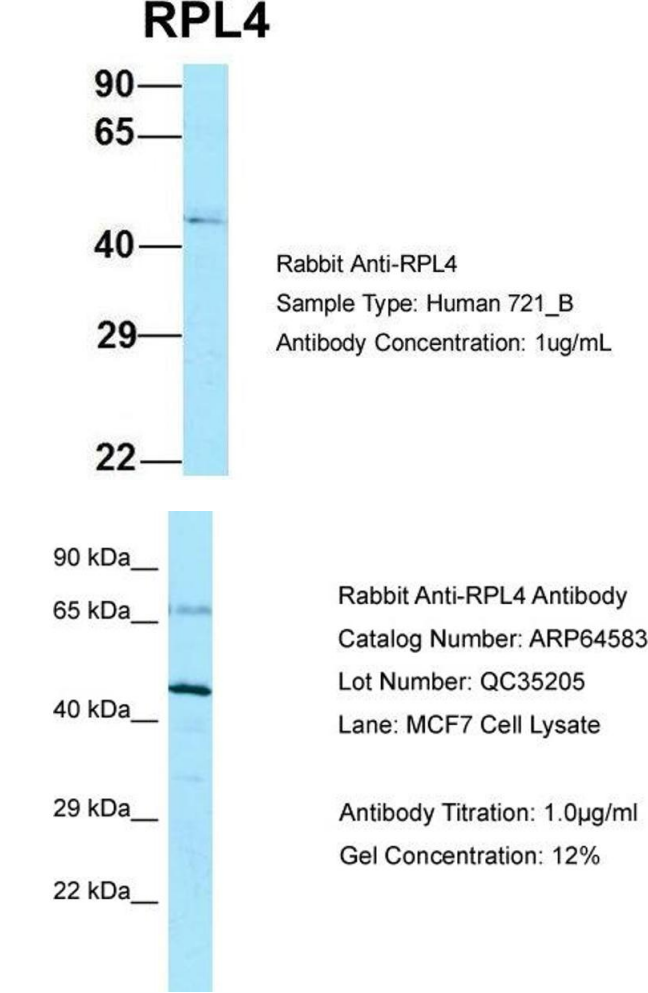 RPL4
90
65
40
29
22
Rabbit Anti-RPL4
Sample Type: Human 721_B
Antibody Concentration: 1ug/mL
90 kDa
65 kDa
40 kDa
29 kDa
22 kDa
Rabbit Anti-RPL4 Antibody
Catalog Number: ARP64583
Lot Number: QC35205
Lane: MCF7 Cell Lysate
Antibody Titration: 1.0µg/ml
Gel Concentration: 12%